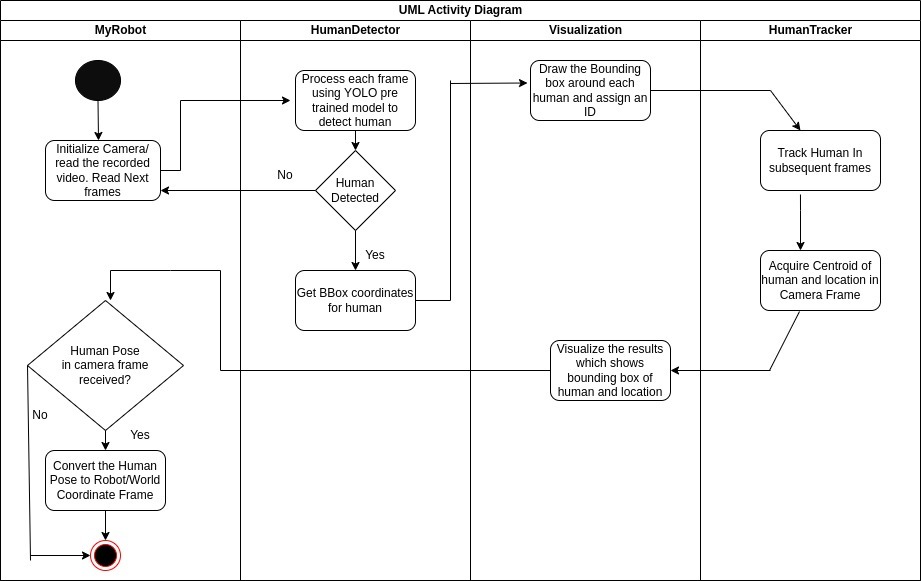 UML Activity Diagram
MyRobot
HumanDetector
Visualization
HumanTracker
Initialize Camera/
read the recorded
video. Read Next
frames
Process each frame
using YOLO pre
trained model to
detect human
Human
Detected
No
Yes
Get BBox coordinates
for human
Draw the Bounding
box around each
human and assign an
ID
Track Human In
subsequent frames
Acquire Centroid of
human and location in
Camera Frame
Visualize the results
which shows
bounding box of
human and location
Human Pose
in camera frame
received?
No
Yes
Convert the Human
Pose to Robot/World
Coordinate Frame